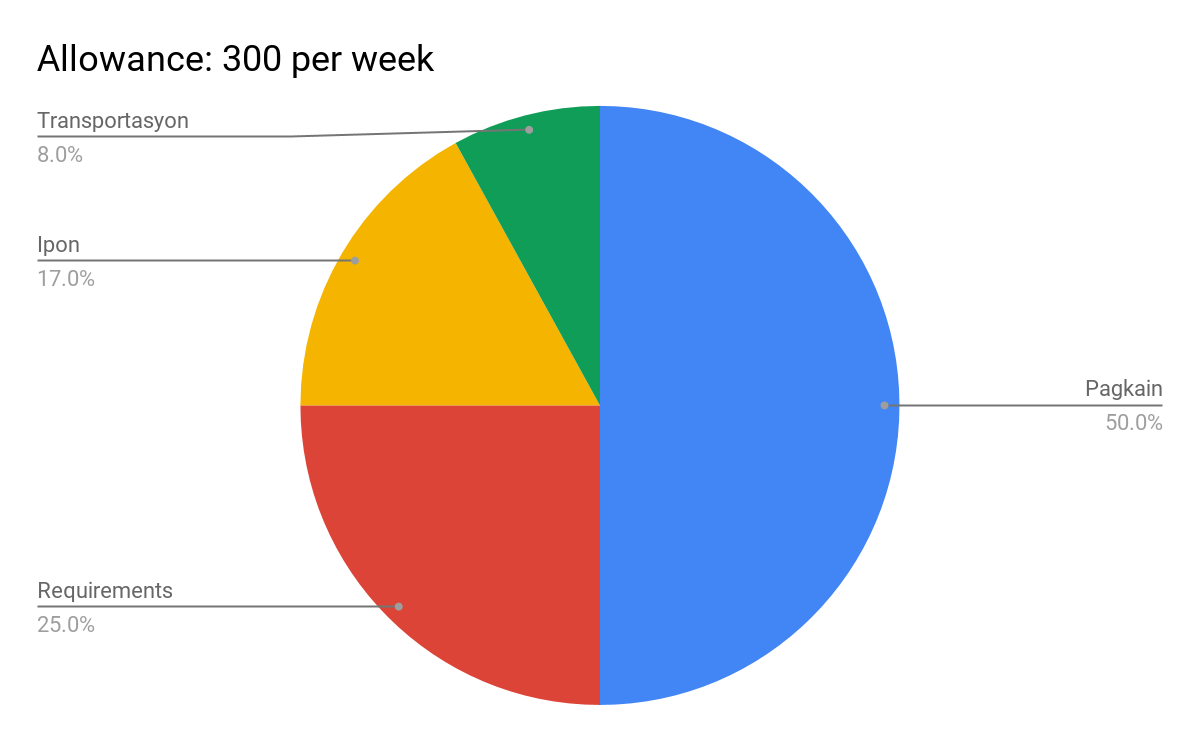 Allowance: 300 per week
Transportasyon
8.0%
Ipon
17.0%
Pagkain
50.0%
Requirements
25.0%